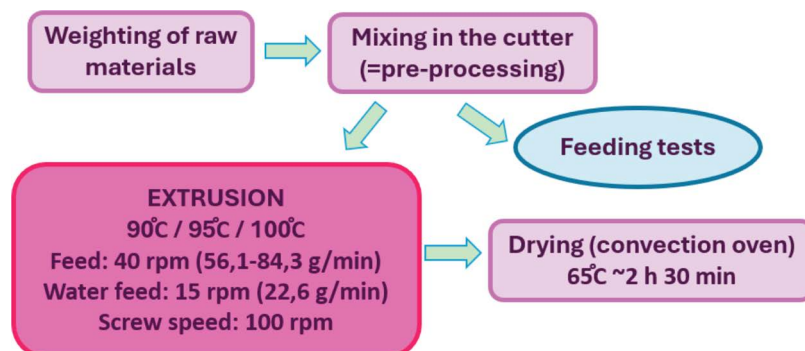 Weighting of raw
materials
Mixing in the cutter
(=pre-processing)
Feeding tests
EXTRUSION
90℃ / 95℃ / 100℃
Feed: 40 rpm (56,1-84,3 g/min)
Water feed: 15 rpm (22,6 g/min)
Screw speed: 100 rpm
Drying (convection oven)
65℃ ~2 h 30 min